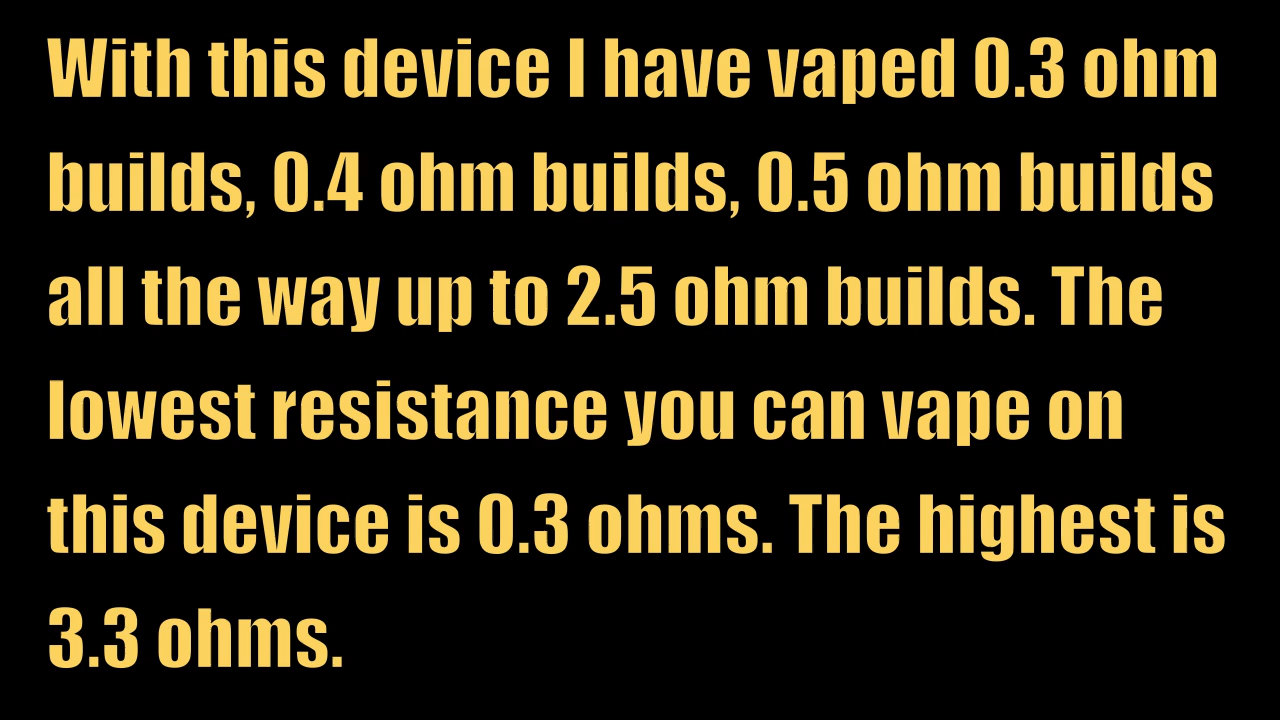 With this device I have vaped 0.3 ohm
builds, 0.4 ohm builds, 0.5 ohm builds
all the way up to 2.5 ohm builds. The
lowest resistance you can vape on
this device is 0.3 ohms. The highest is
3.3 ohms.